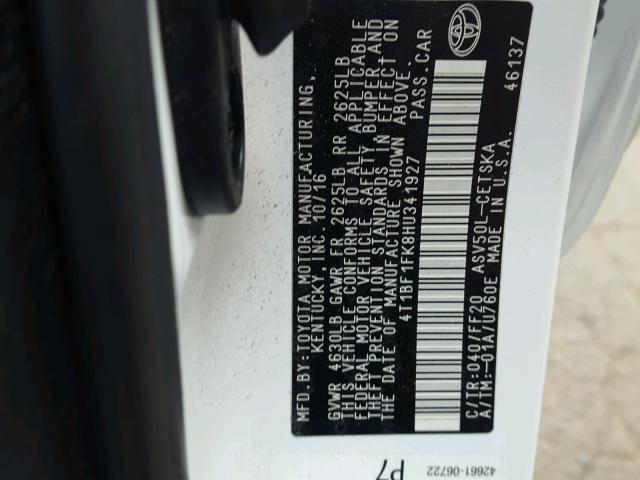 MFD.BY:TOYOTA MOTOR MANUFACTURING,
KENTUCKY,INC. 10/16
GVWR 4630LB GAWR FR 2625LB RR 2625LB
THIS VEHICLE CONFORMS TO ALL APPLICABLE
FEDERAL MOTOR VEHICLE SAFETY, BUMPER,AND
THEFT PREVENTION STANDARDS IN EFFECT ON
THE DATE OF MANUFACTURE SHOWN ABOVE.
4T1BF1FK8HU341927 PASS.CAR
C/TR:040/FF20 ASV50L-CETSKA
A/TM:-01A/U760E MADE IN U.S.A.
46137
42661-06722
P7